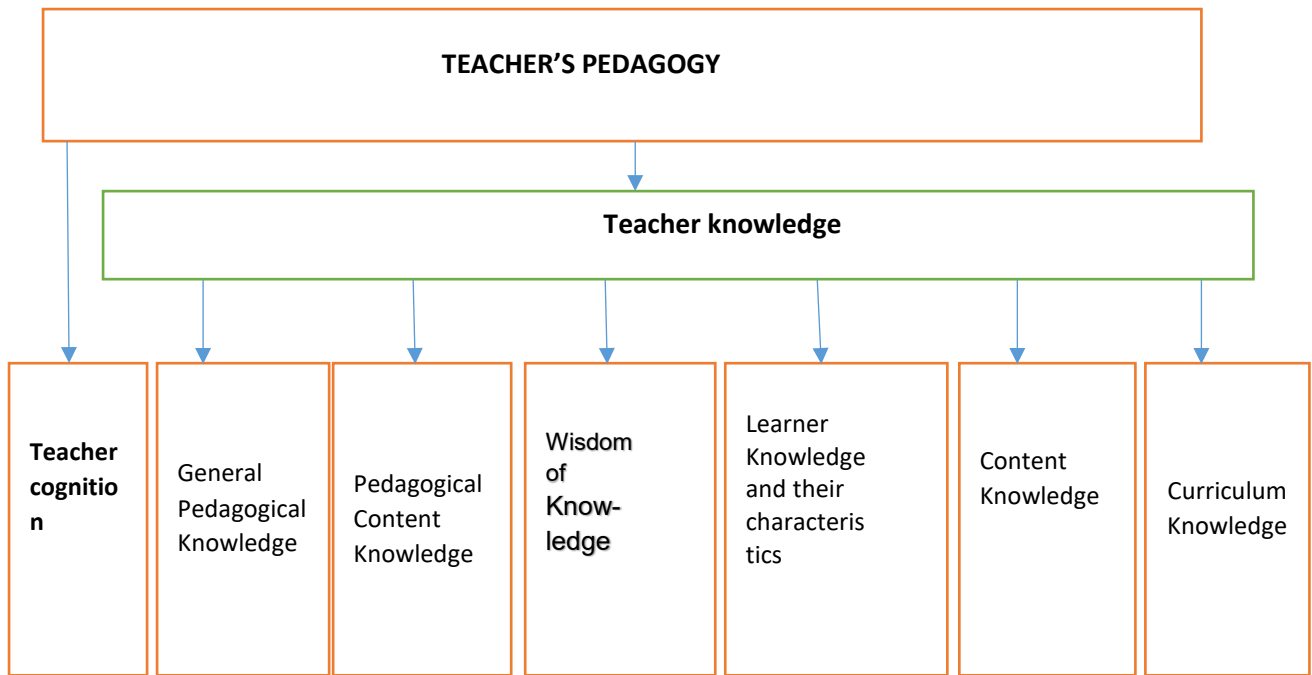 TEACHER’S PEDAGOGY
Teacher knowledge
Teacher
cognitio
n
General
Pedagogical
Knowledge
Pedagogical
Content
Knowledge
Wisdom
of
Know-
ledge
Learner
Knowledge
and their
characteris
tics
Content
Knowledge
Curriculum
Knowledge